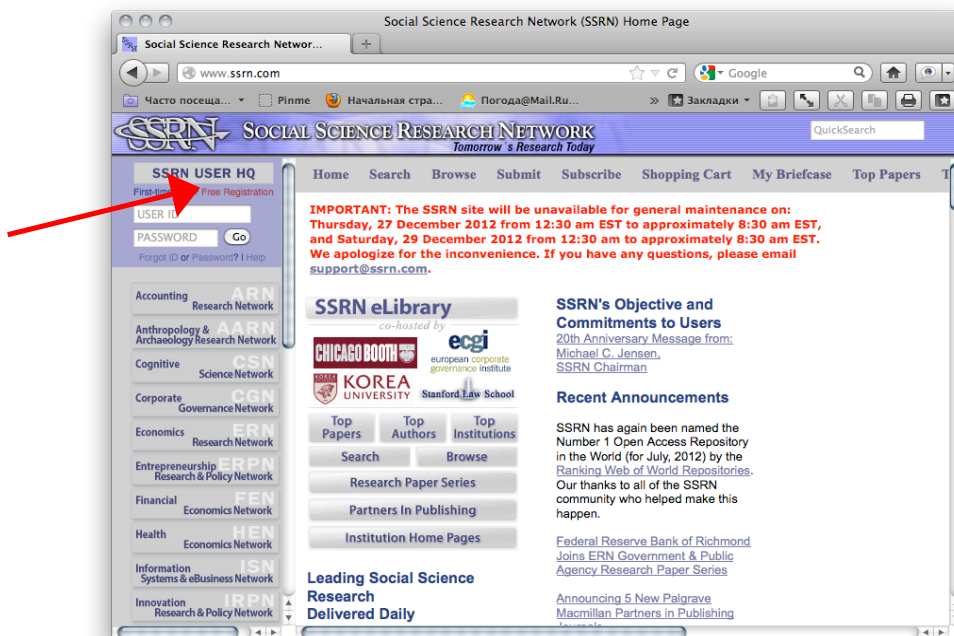 Social Science Research Network (SSRN) Home Page
Social Science Research Networ...
www.ssrn.com
Google
Часто посеща...
Pinme
Начальная стра...
Погода@Mail.Ru...
»
Закладки
SSRN
SOCIAL SCIENCE RESEARCH NETWORK
Tomorrow`s Research Today
QuickSearch
SSRN USER HQ
First-time
Free Registration
USER ID
PASSWORD
Go
Forgot ID or Password? I Help
Accounting ARN
Research Network
Anthropology & AARN
Archaeology Research Network
Cognitive CSN
Science Network
Corporate CGN
Governance Network
Economics ERN
Research Network
Entrepreneurship ERPN
Research & Policy Network
Financial FEN
Economics Network
Health HEN
Economics Network
Information ISN
Systems & eBusiness Network
Innovation IRPN
Research & Policy Network
Home Search Browse Submit Subscribe Shopping Cart My Briefcase Top Papers
IMPORTANT: The SSRN site will be unavailable for general maintenance on:
Thursday, 27 December 2012 from 12:30 am EST to approximately 8:30 am EST,
and Saturday, 29 December 2012 from 12:30 am to approximately 8:30 am EST.
We apologize for the inconvenience. If you have any questions, please email
support@ssrn.com.
SSRN eLibrary
co-hosted by
CHICAGO BOOTH
ecgi
european corporate
governance institute
KOREA
KOREA
UNIVERSITY
Stanford Law School
Top
Papers
Top
Authors
Top
Institutions
Search
Browse
Research Paper Series
Partners In Publishing
Institution Home Pages
Leading Social Science
Research
Delivered Daily
SSRN's Objective and
Commitments to Users
20th Anniversary Message from:
Michael C. Jensen,
SSRN Chairman
Recent Announcements
SSRN has again been named the
Number 1 Open Access Repository
in the World (for July, 2012) by the
Ranking Web of World Repositories.
Our thanks to all of the SSRN
community who helped make this
happen.
Federal Reserve Bank of Richmond
Joins ERN Government & Public
Agency Research Paper Series
Announcing 5 New Palgrave
Macmillan Partners in Publishing